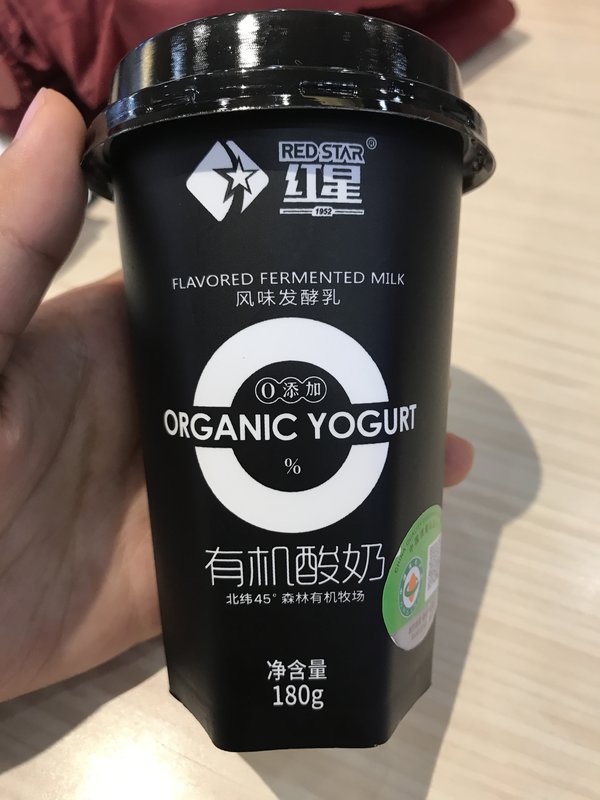 RED STAR®
红星
1952
FLAVORED FERMENTED MILK
风味发酵乳
0添加
ORGANIC YOGURT
%
有机酸奶
北纬45°森林有机牧场
净含量
180g